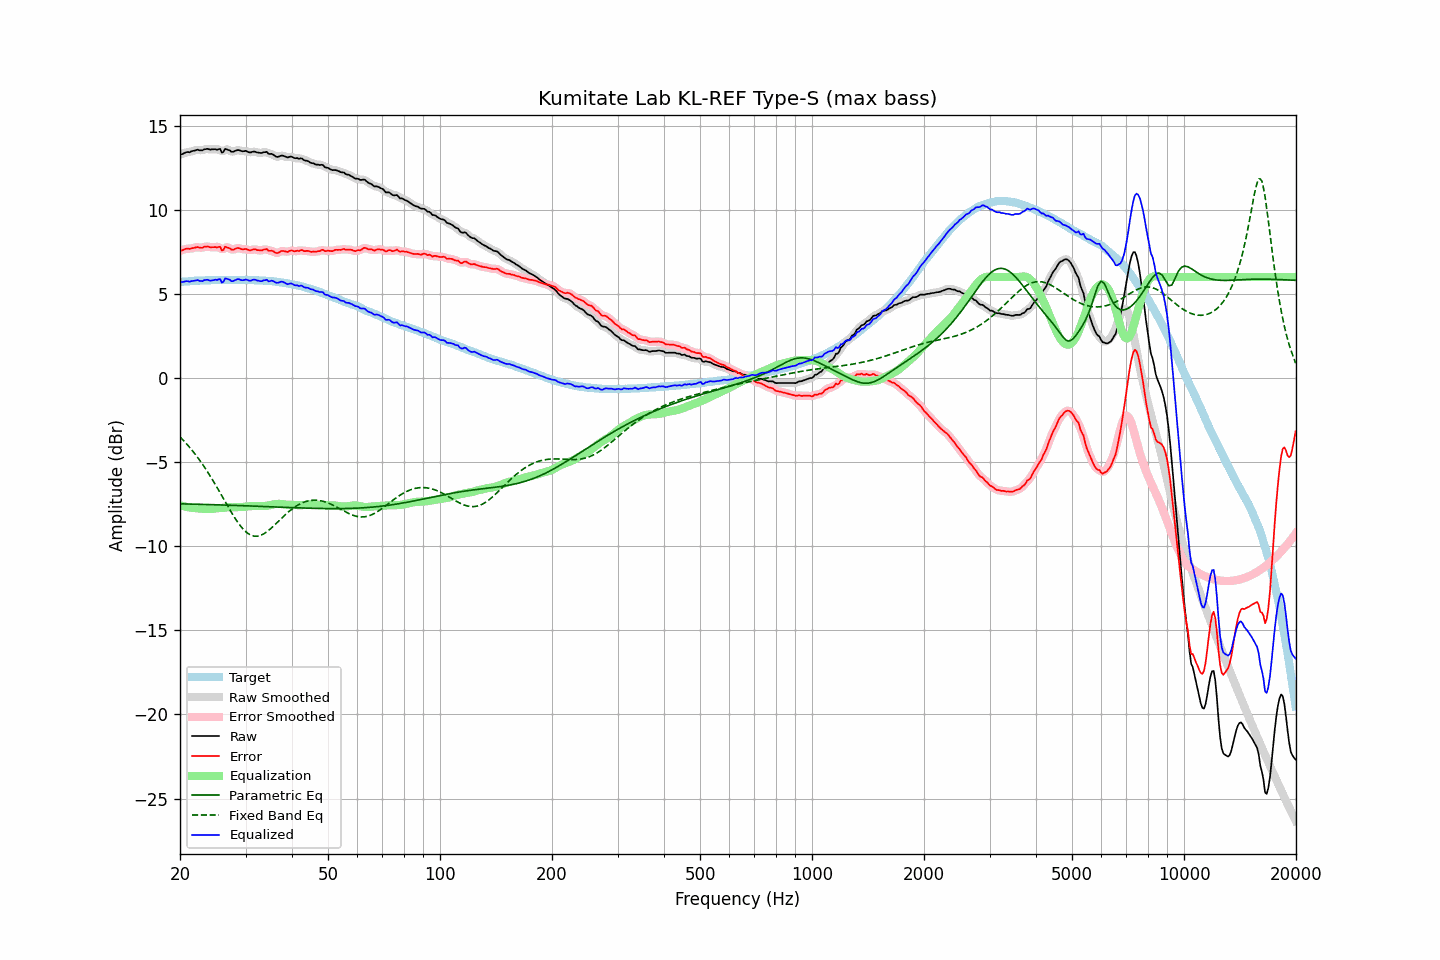 Kumitate Lab KL-REF Type-S (max bass)
Amplitude (dBr)
15
10
5
0
−5
−10
−15
−20
−25
Target
Raw Smoothed
Error Smoothed
Raw
Error
Equalization
Parametric Eq
Fixed Band Eq
Equalized
20 50 100 200 500 1000 2000 5000 10000 20000
Frequency (Hz)